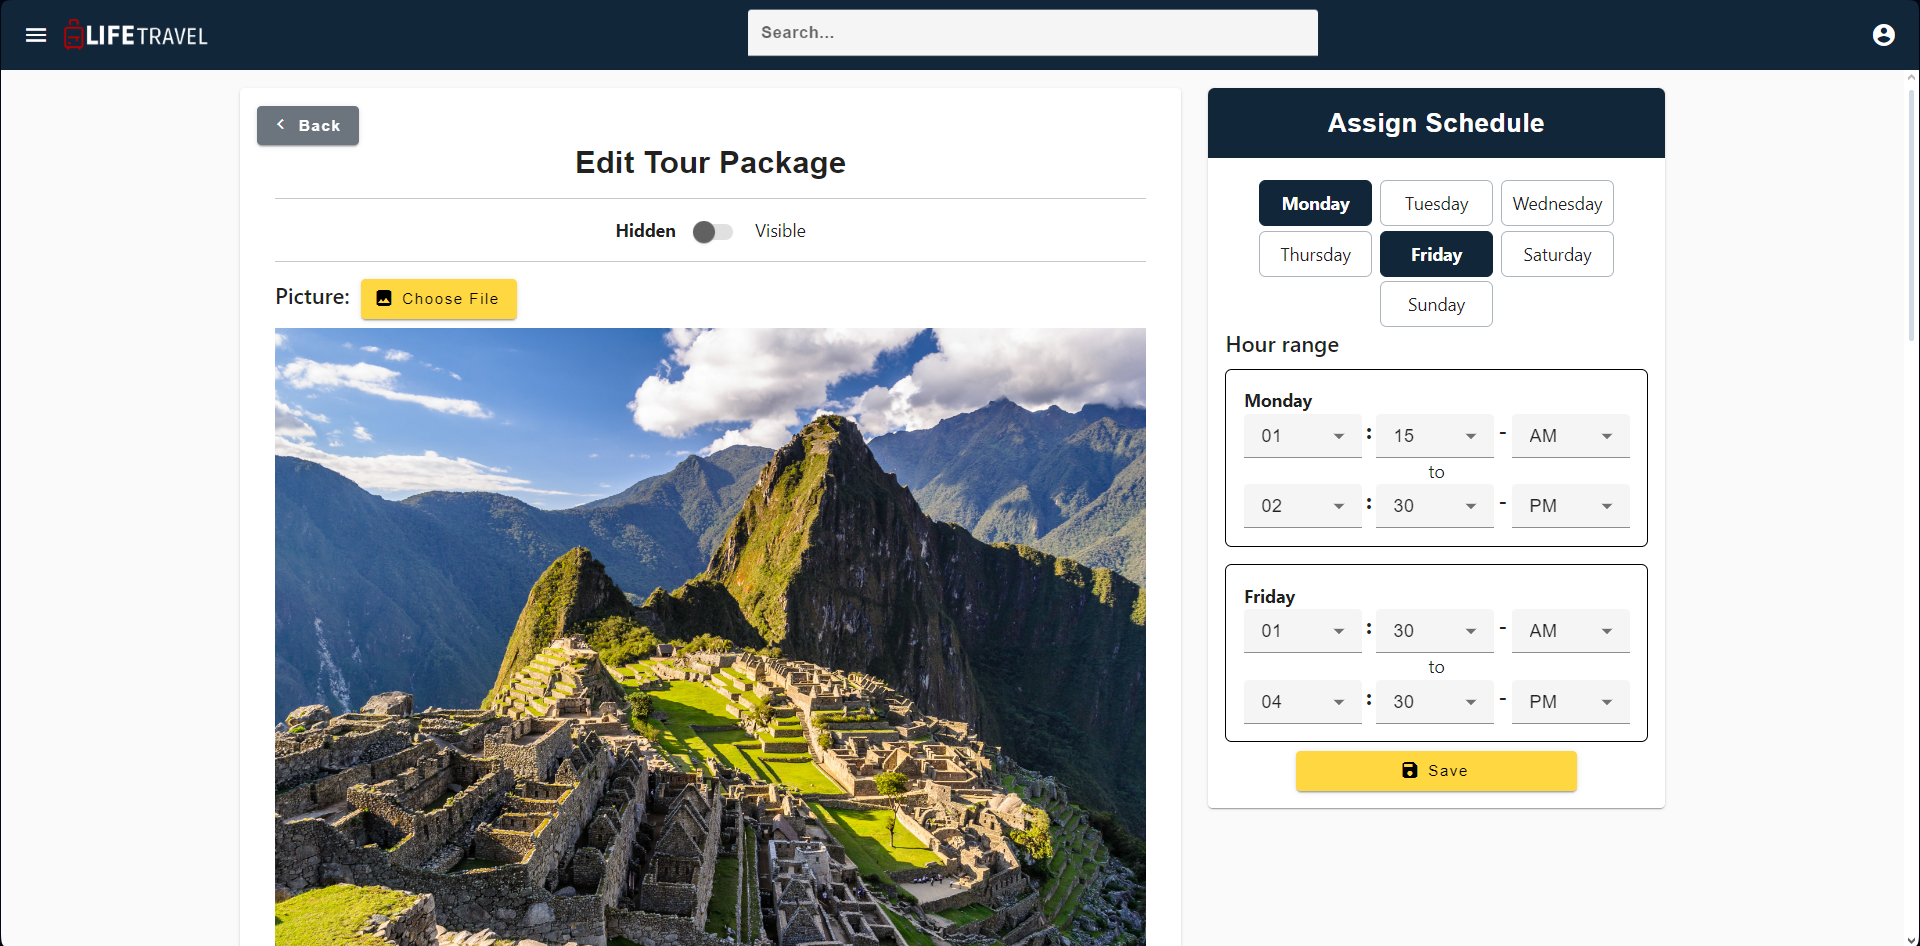 LIFETRAVEL
Search...
Back
Edit Tour Package
Hidden Visible
Picture: Choose File
Assign Schedule
Monday Tuesday Wednesday
Thursday Friday Saturday
Sunday
Hour range
Monday
01 : 15 - AM
to
02 : 30 - PM
Friday
01 : 30 - AM
to
04 : 30 - PM
Save